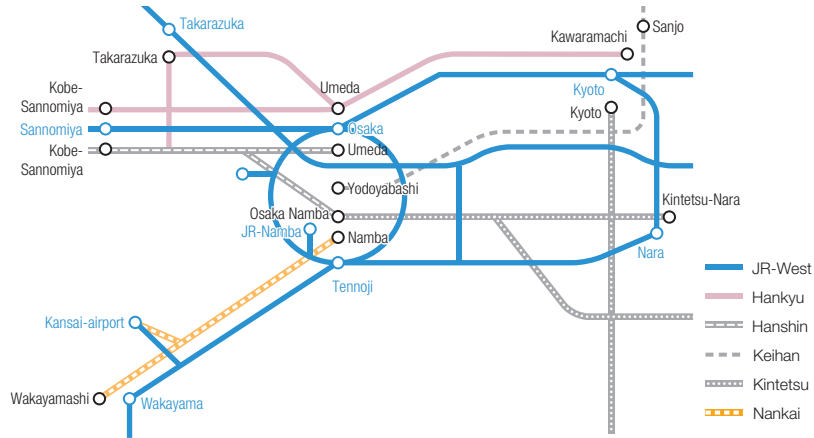 Takarazuka
Sanjo
Kawaramachi
Takarazuka
Kobe-
Sannomiya
Umeda
Kyoto
Kyoto
Sannomiya
Osaka
Kobe-
Sannomiya
Umeda
Yodoyabashi
Kintetsu-Nara
Osaka Namba
JR-Namba
Namba
Nara
Tennoji
JR-West
Hankyu
Kansai-airport
Hanshin
Keihan
Kintetsu
Wakayamashi
Wakayama
Nankai